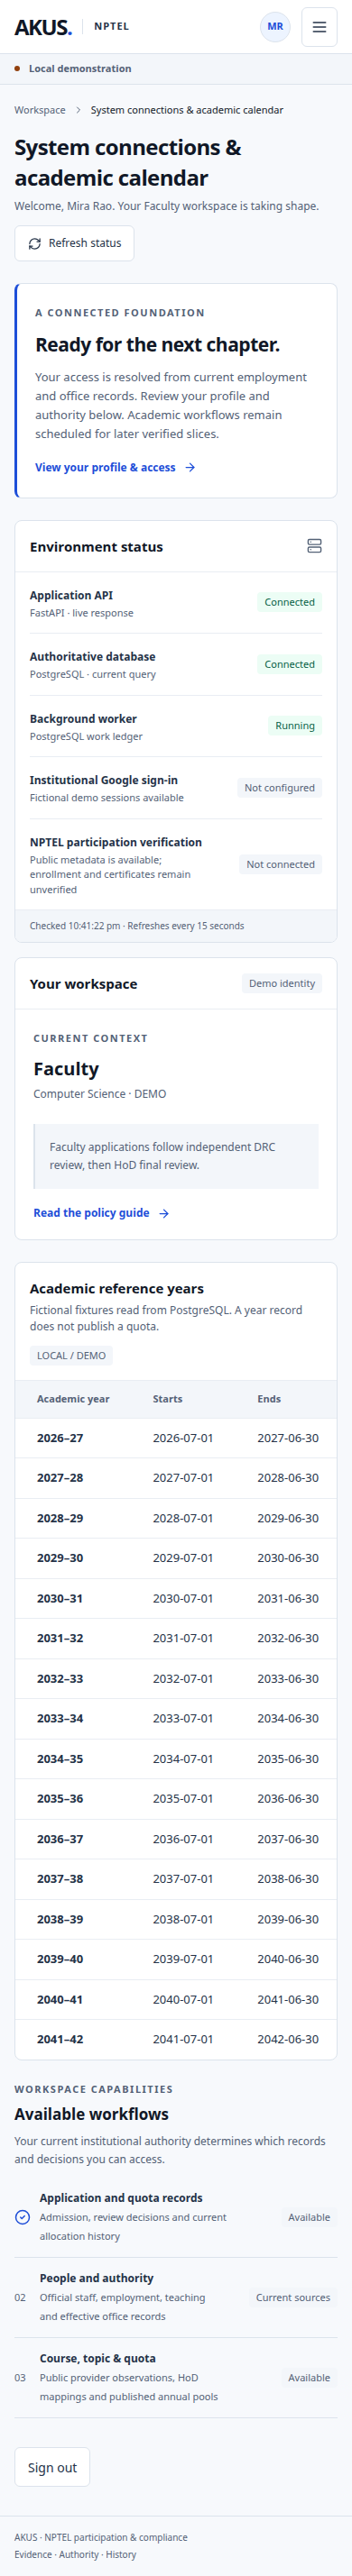 AKUS. NPTEL MR
Local demonstration
Workspace > System connections & academic calendar
System connections &
academic calendar
Welcome, Mira Rao. Your Faculty workspace is taking shape.
Refresh status
A CONNECTED FOUNDATION
Ready for the next chapter.
Your access is resolved from current employment
and office records. Review your profile and
authority below. Academic workflows remain
scheduled for later verified slices.
View your profile & access →
Environment status
Application API
FastAPI · live response
Connected
Authoritative database
PostgreSQL · current query
Connected
Background worker
PostgreSQL work ledger
Running
Institutional Google sign-in
Fictional demo sessions available
Not configured
NPTEL participation verification
Public metadata is available;
enrollment and certificates remain
unverified
Not connected
Checked 10:41:22 pm · Refreshes every 15 seconds
Your workspace
Demo identity
CURRENT CONTEXT
Faculty
Computer Science · DEMO
Faculty applications follow independent DRC
review, then HoD final review.
Read the policy guide →
Academic reference years
Fictional fixtures read from PostgreSQL. A year record
does not publish a quota.
LOCAL / DEMO
Academic year Starts Ends
2026–27 2026-07-01 2027-06-30
2027–28 2027-07-01 2028-06-30
2028–29 2028-07-01 2029-06-30
2029–30 2029-07-01 2030-06-30
2030–31 2030-07-01 2031-06-30
2031–32 2031-07-01 2032-06-30
2032–33 2032-07-01 2033-06-30
2033–34 2033-07-01 2034-06-30
2034–35 2034-07-01 2035-06-30
2035–36 2035-07-01 2036-06-30
2036–37 2036-07-01 2037-06-30
2037–38 2037-07-01 2038-06-30
2038–39 2038-07-01 2039-06-30
2039–40 2039-07-01 2040-06-30
2040–41 2040-07-01 2041-06-30
2041–42 2041-07-01 2042-06-30
WORKSPACE CAPABILITIES
Available workflows
Your current institutional authority determines which records
and decisions you can access.
Application and quota records
Admission, review decisions and current
allocation history
Available
02
People and authority
Official staff, employment, teaching
and effective office records
Current sources
03
Course, topic & quota
Public provider observations, HoD
mappings and published annual pools
Available
Sign out
AKUS · NPTEL participation & compliance
Evidence · Authority · History